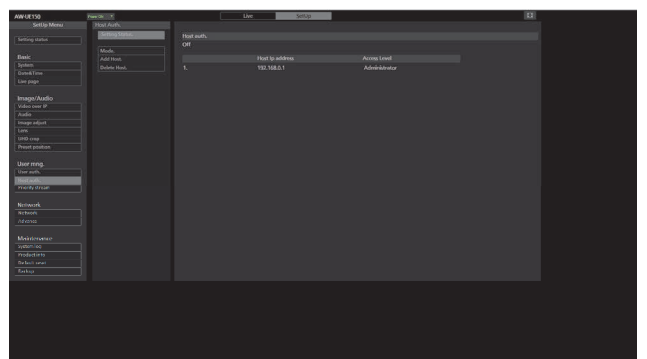 AW-UE150
Power On
Live
SetUp
SetUp Menu
Setting status
Basic
System
Date&Time
Live page
Image/Audio
Video over IP
Audio
Image adjust
Lens
UHD crop
Preset position
User mng.
User auth.
Host auth.
Priority stream
Network
Network
Advanced
Maintenance
System log
Product info
Default reset
Backup
Host Auth.
Setting Status
Mode.
Add Host.
Delete Host.
Host auth.
Off
Host ip address Access Level
1. 192.168.0.1 Administrator